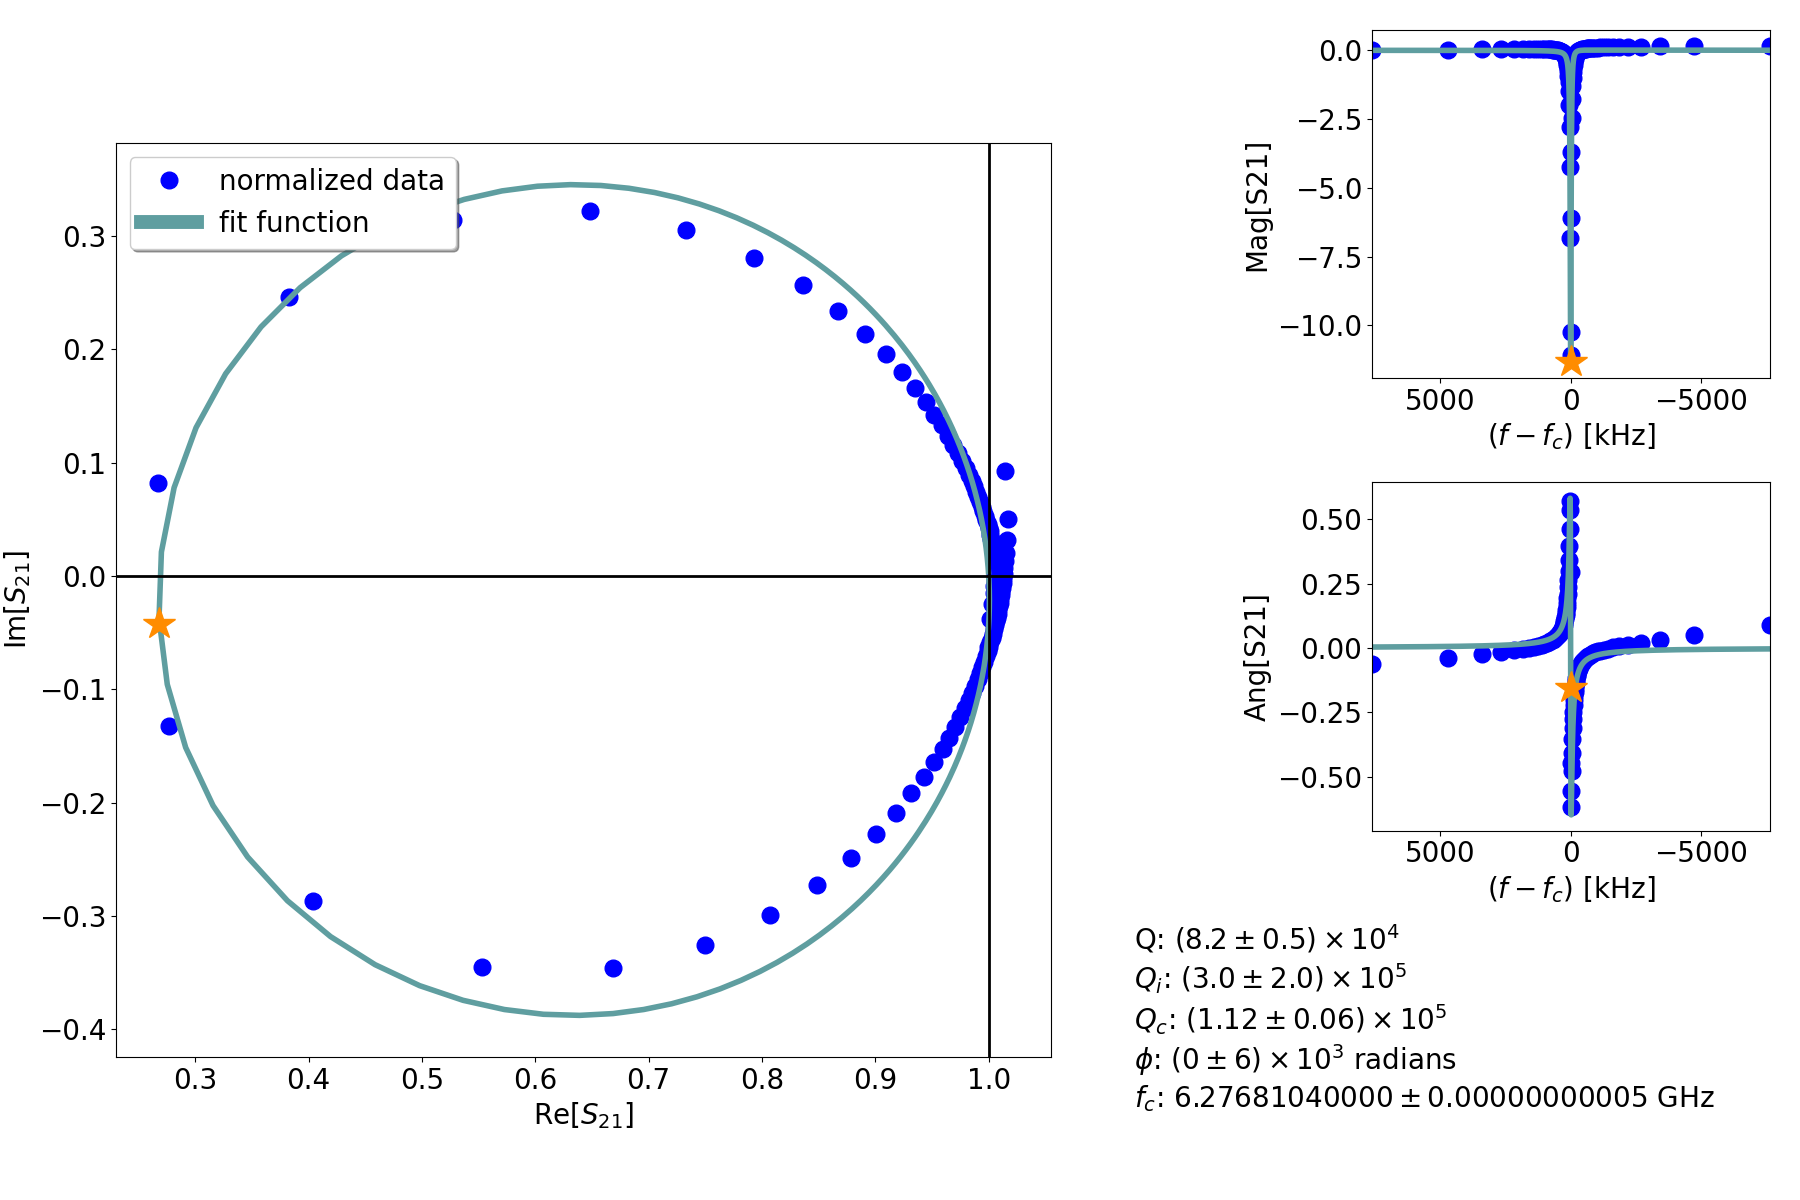 normalized data
fit function
0.3
0.2
0.1
0.0
−0.1
−0.2
−0.3
−0.4
Im[S21]
0.3 0.4 0.5 0.6 0.7 0.8 0.9 1.0
Re[S21]
0.0
−2.5
−5.0
−7.5
−10.0
Mag[S21]
5000 0 −5000
(f − fc) [kHz]
0.50
0.25
0.00
−0.25
−0.50
Ang[S21]
5000 0 −5000
(f − fc) [kHz]
Q: (8.2 ± 0.5) × 10^4
Qi: (3.0 ± 2.0) × 10^5
Qc: (1.12 ± 0.06) × 10^5
ϕ: (0 ± 6) × 10^3 radians
fc: 6.27681040000 ± 0.00000000005 GHz